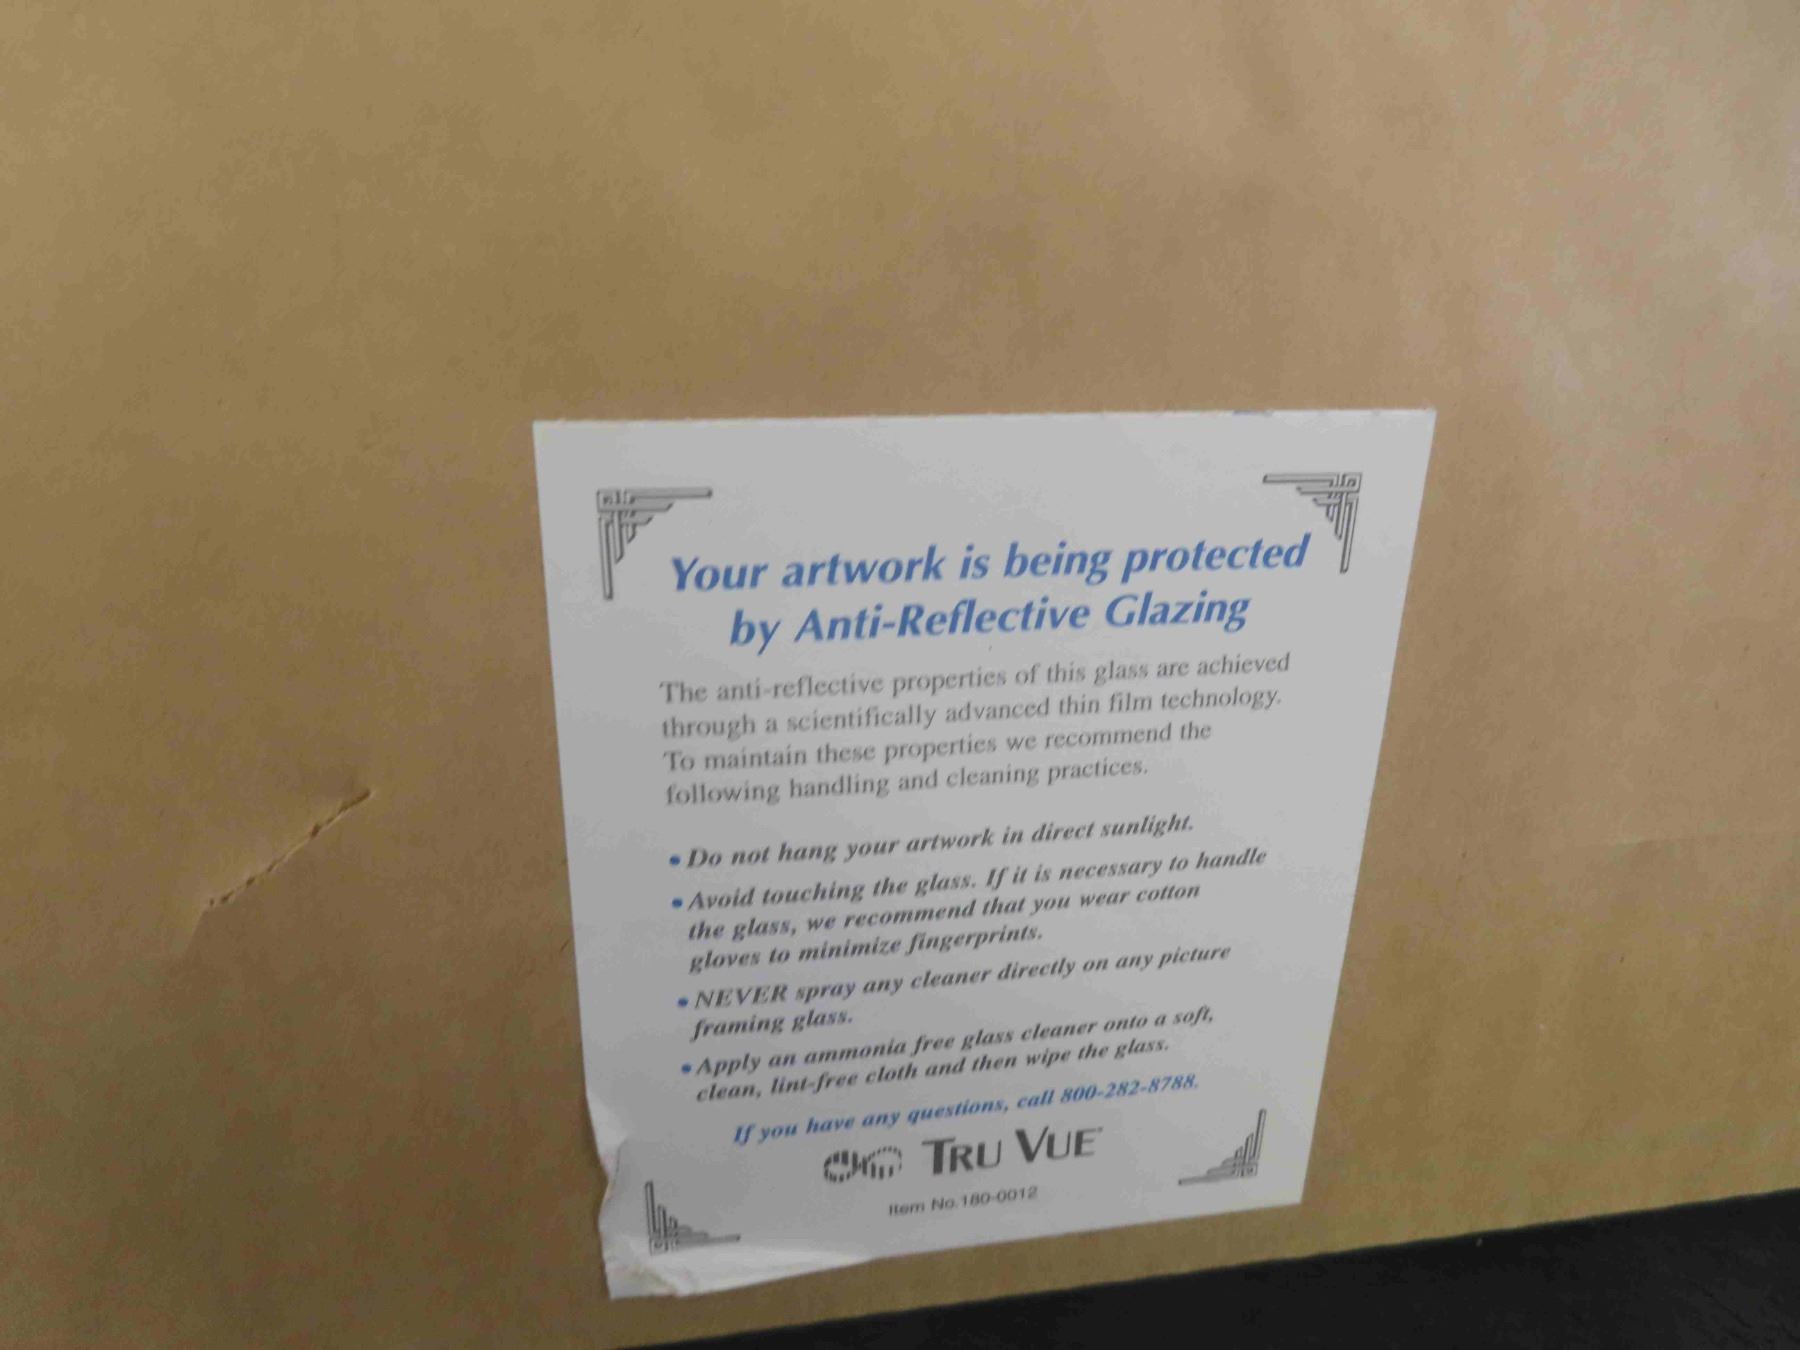 Your artwork is being protected
by Anti-Reflective Glazing
The anti-reflective properties of this glass are achieved
through a scientifically advanced thin film technology.
To maintain these properties we recommend the
following handling and cleaning practices.
• Do not hang your artwork in direct sunlight.
• Avoid touching the glass. If it is necessary to handle
the glass, we recommend that you wear cotton
gloves to minimize fingerprints.
• NEVER spray any cleaner directly on any picture
framing glass.
• Apply an ammonia free glass cleaner onto a soft,
clean, lint-free cloth and then wipe the glass.
If you have any questions, call 800-282-8788.
TRU VUE
Item No.180-0012